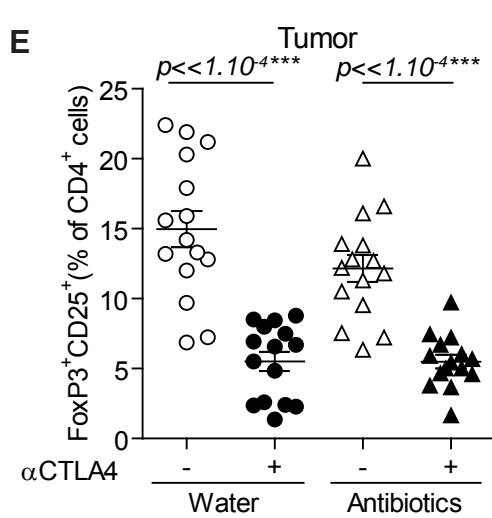 E
Tumor
p<<1.10-4*** p<<1.10-4***
FoxP3+CD25+(% of CD4+ cells)
25
20
15
10
5
0
αCTLA4 - + - +
Water Antibiotics